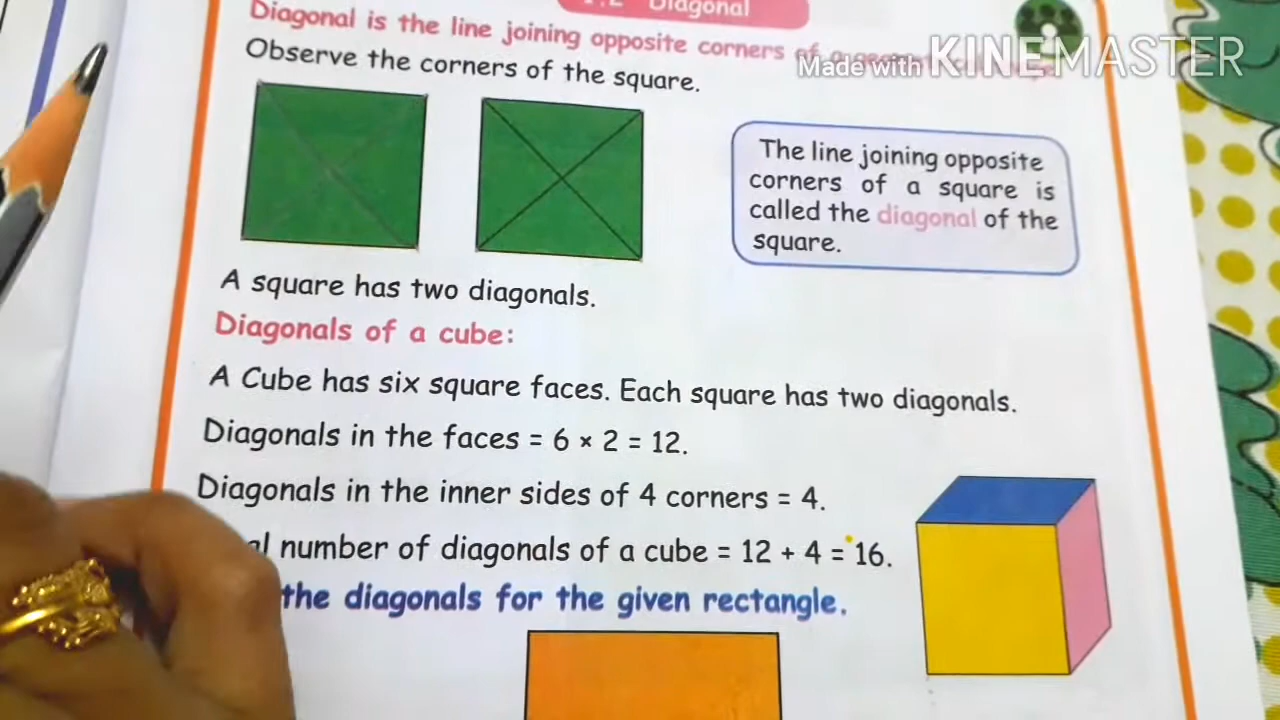 Diagonal
Diagonal is the line joining opposite corners of
Made with KINEMASTER
Observe the corners of the square.
The line joining opposite
corners of a square is
called the diagonal of the
square.
A square has two diagonals.
Diagonals of a cube:
A Cube has six square faces. Each square has two diagonals.
Diagonals in the faces = 6 × 2 = 12.
Diagonals in the inner sides of 4 corners = 4.
al number of diagonals of a cube = 12 + 4 = 16.
the diagonals for the given rectangle.